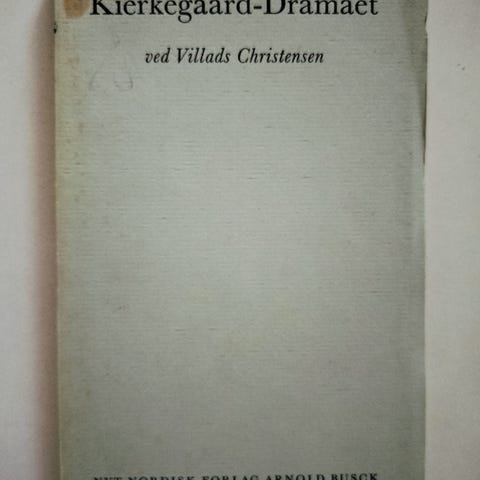 Kierkegaard-Dramaet
ved Villads Christensen
NYT NORDISK FORLAG ARNOLD BUSCK